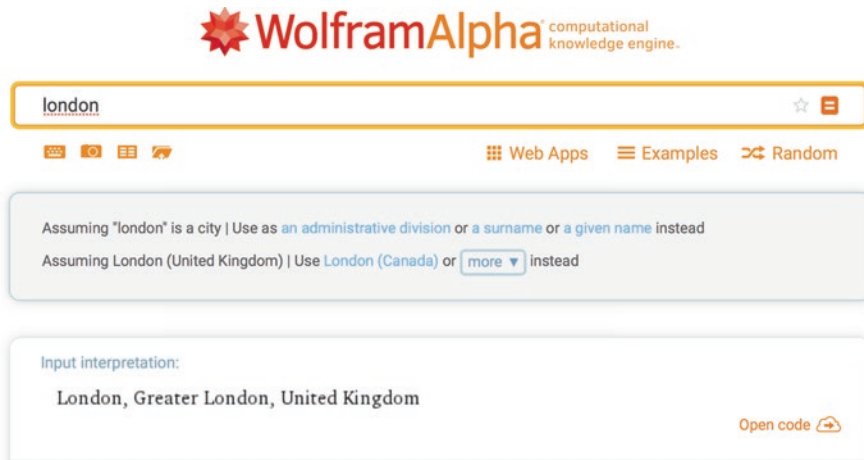 WolframAlpha computational knowledge engine.
london
Web Apps Examples Random
Assuming "london" is a city | Use as an administrative division or a surname or a given name instead
Assuming London (United Kingdom) | Use London (Canada) or more ▼ instead
Input interpretation:
London, Greater London, United Kingdom
Open code